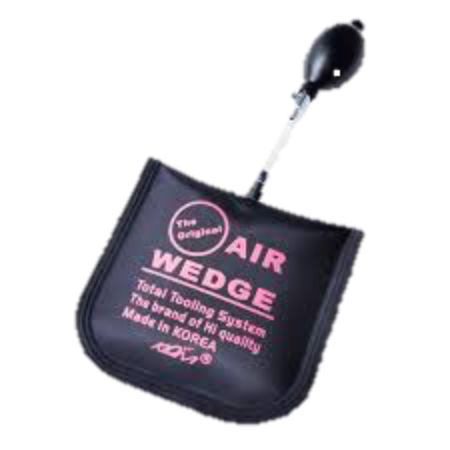 The
Original
AIR
WEDGE
Total Tooling System
The brand of Hi quality
Made in KOREA
®